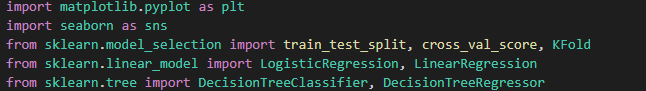 import matplotlib.pyplot as plt
import seaborn as sns
from sklearn.model_selection import train_test_split, cross_val_score, KFold
from sklearn.linear_model import LogisticRegression, LinearRegression
from sklearn.tree import DecisionTreeClassifier, DecisionTreeRegressor